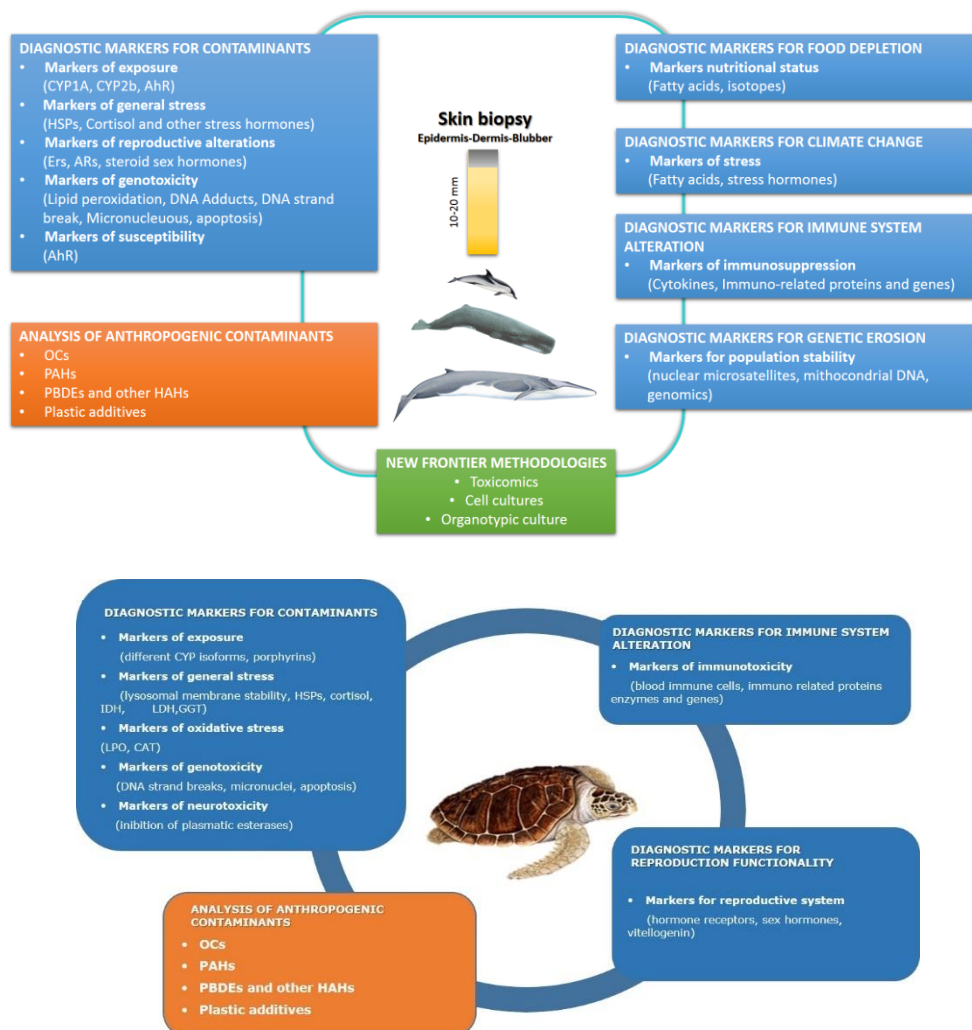 DIAGNOSTIC MARKERS FOR CONTAMINANTS
• Markers of exposure
(CYP1A, CYP2b, AhR)
• Markers of general stress
(HSPs, Cortisol and other stress hormones)
• Markers of reproductive alterations
(Ers, ARs, steroid sex hormones)
• Markers of genotoxicity
(Lipid peroxidation, DNA Adducts, DNA strand
break, Micronucleuous, apoptosis)
• Markers of susceptibility
(AhR)
ANALYSIS OF ANTHROPOGENIC CONTAMINANTS
• OCs
• PAHs
• PBDEs and other HAHs
• Plastic additives
Skin biopsy
Epidermis-Dermis-Blubber
10-20 mm
DIAGNOSTIC MARKERS FOR FOOD DEPLETION
• Markers nutritional status
(Fatty acids, isotopes)
DIAGNOSTIC MARKERS FOR CLIMATE CHANGE
• Markers of stress
(Fatty acids, stress hormones)
DIAGNOSTIC MARKERS FOR IMMUNE SYSTEM
ALTERATION
• Markers of immunosuppression
(Cytokines, Immuno-related proteins and genes)
DIAGNOSTIC MARKERS FOR GENETIC EROSION
• Markers for population stability
(nuclear microsatellites, mithocondrial DNA,
genomics)
NEW FRONTIER METHODOLOGIES
• Toxicomics
• Cell cultures
• Organotypic culture
DIAGNOSTIC MARKERS FOR CONTAMINANTS
• Markers of exposure
(different CYP isoforms, porphyrins)
• Markers of general stress
(lysosomal membrane stability, HSPs, cortisol,
IDH, LDH,GGT)
• Markers of oxidative stress
(LPO, CAT)
• Markers of genotoxicity
(DNA strand breaks, micronuclei, apoptosis)
• Markers of neurotoxicity
(inibition of plasmatic esterases)
DIAGNOSTIC MARKERS FOR IMMUNE SYSTEM
ALTERATION
• Markers of immunotoxicity
(blood immune cells, immuno related proteins
enzymes and genes)
DIAGNOSTIC MARKERS FOR
REPRODUCTION FUNCTIONALITY
• Markers for reproductive system
(hormone receptors, sex hormones,
vitellogenin)
ANALYSIS OF ANTHROPOGENIC
CONTAMINANTS
• OCs
• PAHs
• PBDEs and other HAHs
• Plastic additives